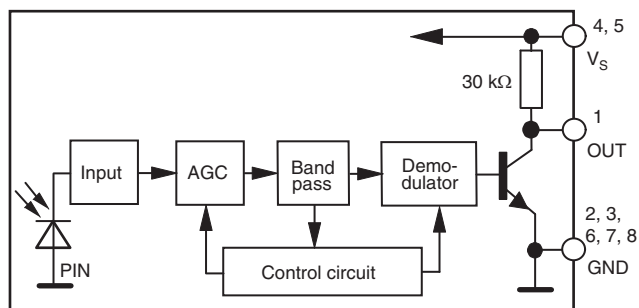 4, 5
V_S
30 kΩ
1
OUT
Input
AGC
Band
pass
Demo-
dulator
2, 3,
6, 7, 8
GND
PIN
Control circuit